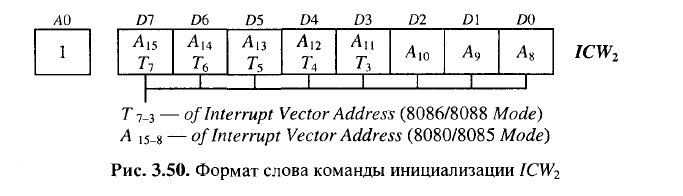 A0 D7 D6 D5 D4 D3 D2 D1 D0
1 A15 A14 A13 A12 A11 A10 A9 A8 ICW2
T7 T6 T5 T4 T3
T 7–3 — of Interrupt Vector Address (8086/8088 Mode)
A 15–8 — of Interrupt Vector Address (8080/8085 Mode)
Рис. 3.50. Формат слова команды инициализации ICW2